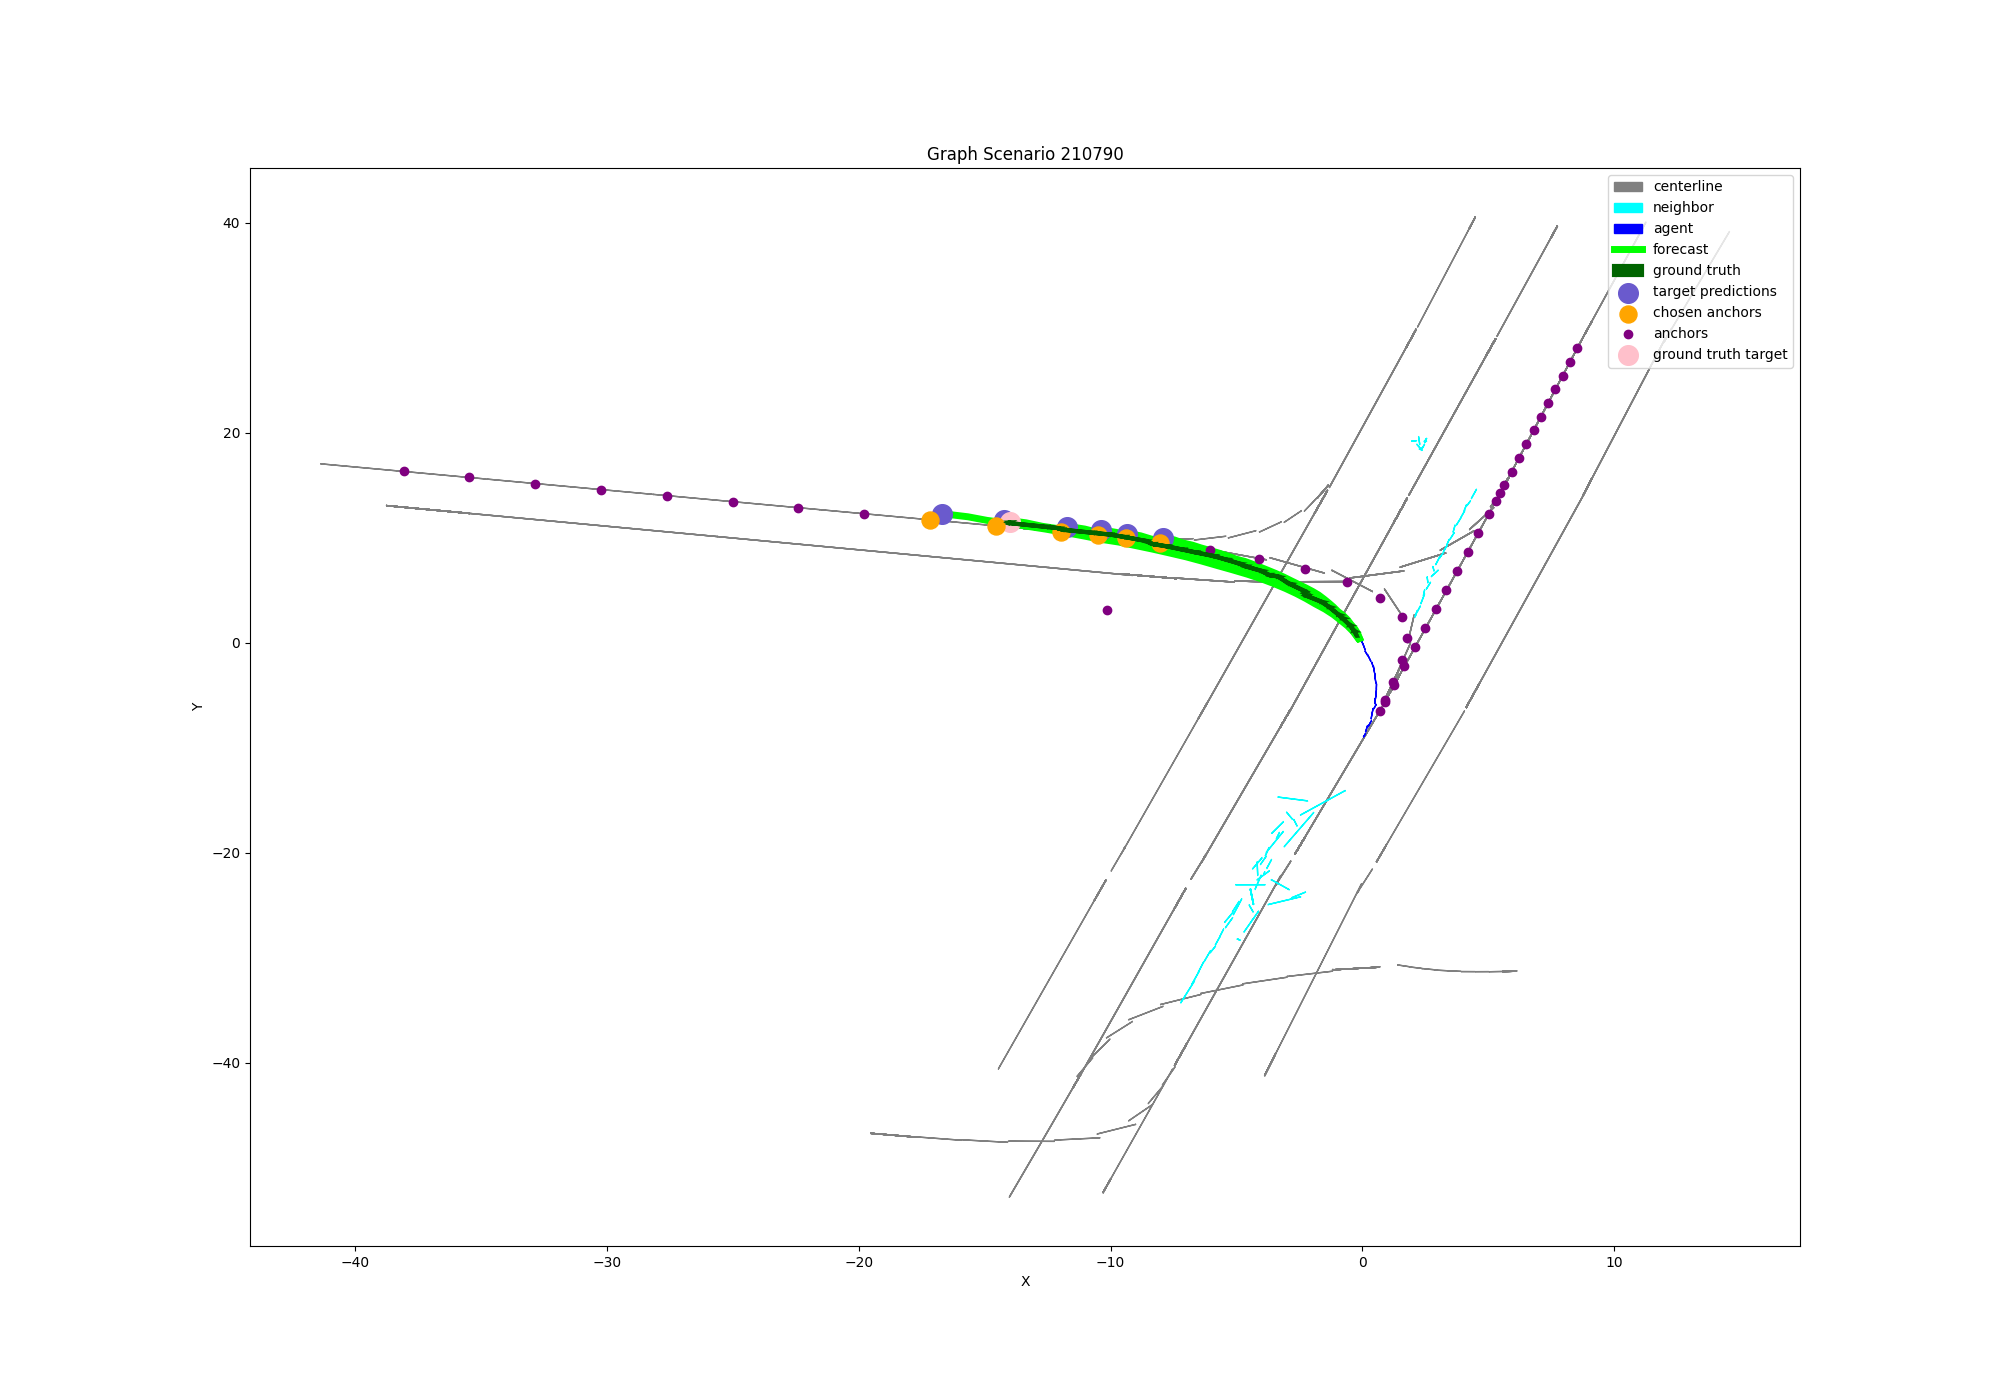 Graph Scenario 210790
centerline
neighbor
agent
forecast
ground truth
target predictions
chosen anchors
anchors
ground truth target
40
20
0
−20
−40
Y
−40
−30
−20
−10
0
10
X